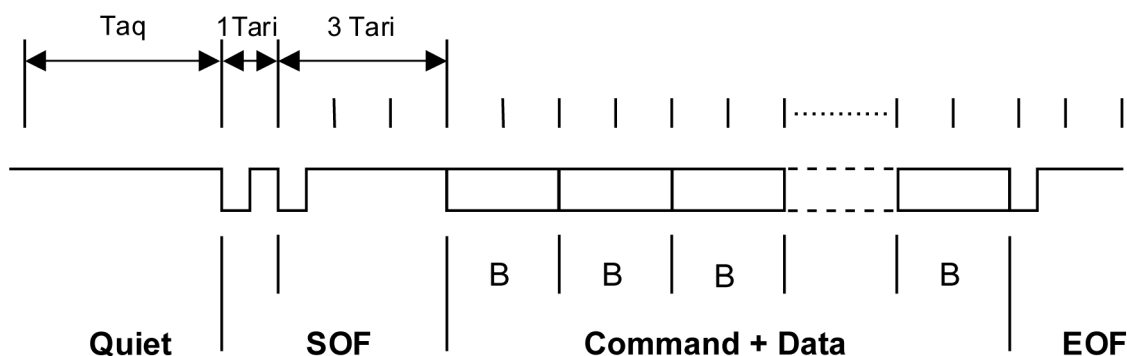 Taq 1Tari 3 Tari
B B B B
Quiet SOF Command + Data EOF